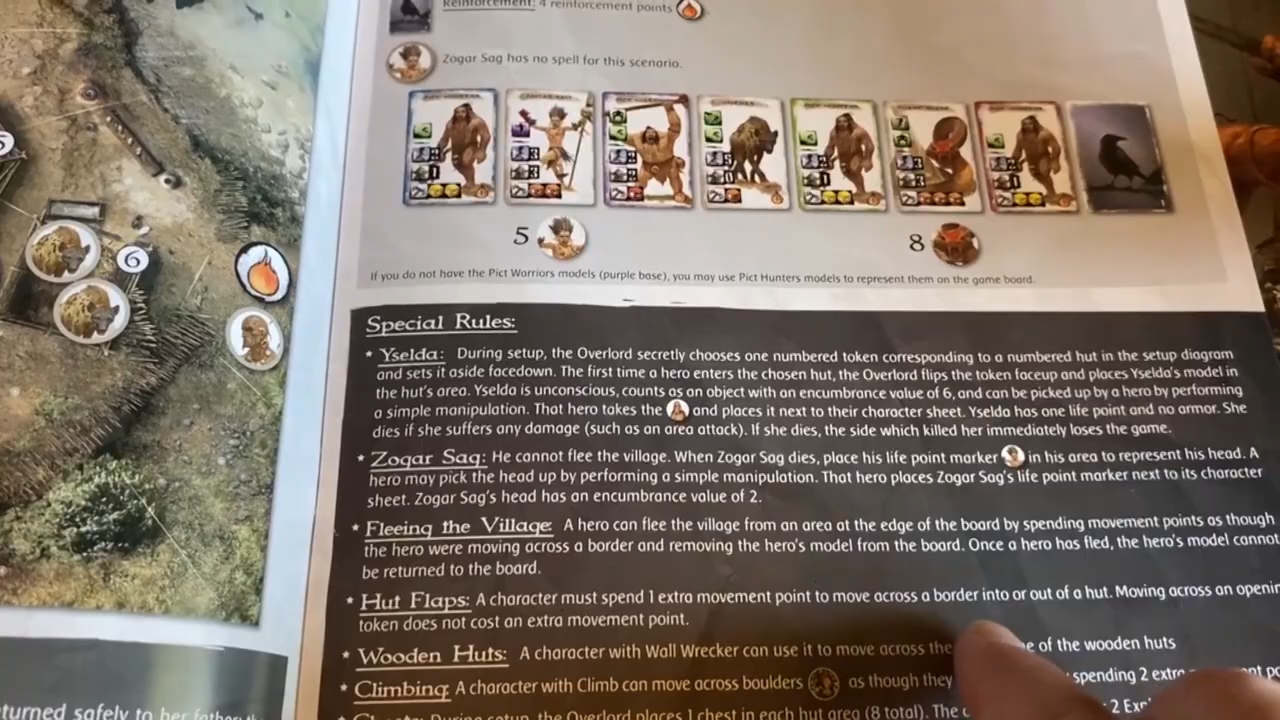 Reinforcement: 4 reinforcement points
Zogar Sag has no spell for this scenario.
5
8
If you do not have the Pict Warriors models (purple base), you may use Pict Hunters models to represent them on the game board.
6
Special Rules:
* Yselda: During setup, the Overlord secretly chooses one numbered token corresponding to a numbered hut in the setup diagram
and sets it aside facedown. The first time a hero enters the chosen hut, the Overlord flips the token faceup and places Yselda's model in
the hut's area. Yselda is unconscious, counts as an object with an encumbrance value of 6, and can be picked up by a hero by performing
a simple manipulation. That hero takes the and places it next to their character sheet. Yselda has one life point and no armor. She
dies if she suffers any damage (such as an area attack). If she dies, the side which killed her immediately loses the game.
* Zogar Sag: He cannot flee the village. When Zogar Sag dies, place his life point marker in his area to represent his head. A
hero may pick the head up by performing a simple manipulation. That hero places Zogar Sag's life point marker next to its character
sheet. Zogar Sag's head has an encumbrance value of 2.
* Fleeing the Village: A hero can flee the village from an area at the edge of the board by spending movement points as though
the hero were moving across a border and removing the hero's model from the board. Once a hero has fled, the hero's model cannot
be returned to the board.
* Hut Flaps: A character must spend 1 extra movement point to move across a border into or out of a hut. Moving across an openin
token does not cost an extra movement point.
* Wooden Huts: A character with Wall Wrecker can use it to move across the of the wooden huts
* Climbing: A character with Climb can move across boulders as though they spending 2 extra
During setup, the Overlord places 1 chest in each hut area (8 total). The
turned safely to her father